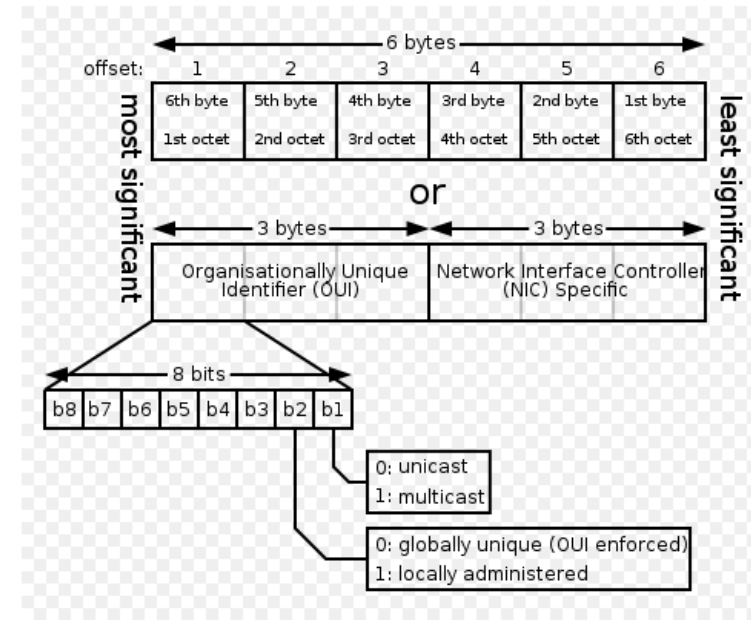 6 bytes
offset: 1 2 3 4 5 6
6th byte 5th byte 4th byte 3rd byte 2nd byte 1st byte
1st octet 2nd octet 3rd octet 4th octet 5th octet 6th octet
most significant
least significant
or
3 bytes 3 bytes
Organisationally Unique
Identifier (OUI)
Network Interface Controller
(NIC) Specific
8 bits
b8 b7 b6 b5 b4 b3 b2 b1
0: unicast
1: multicast
0: globally unique (OUI enforced)
1: locally administered